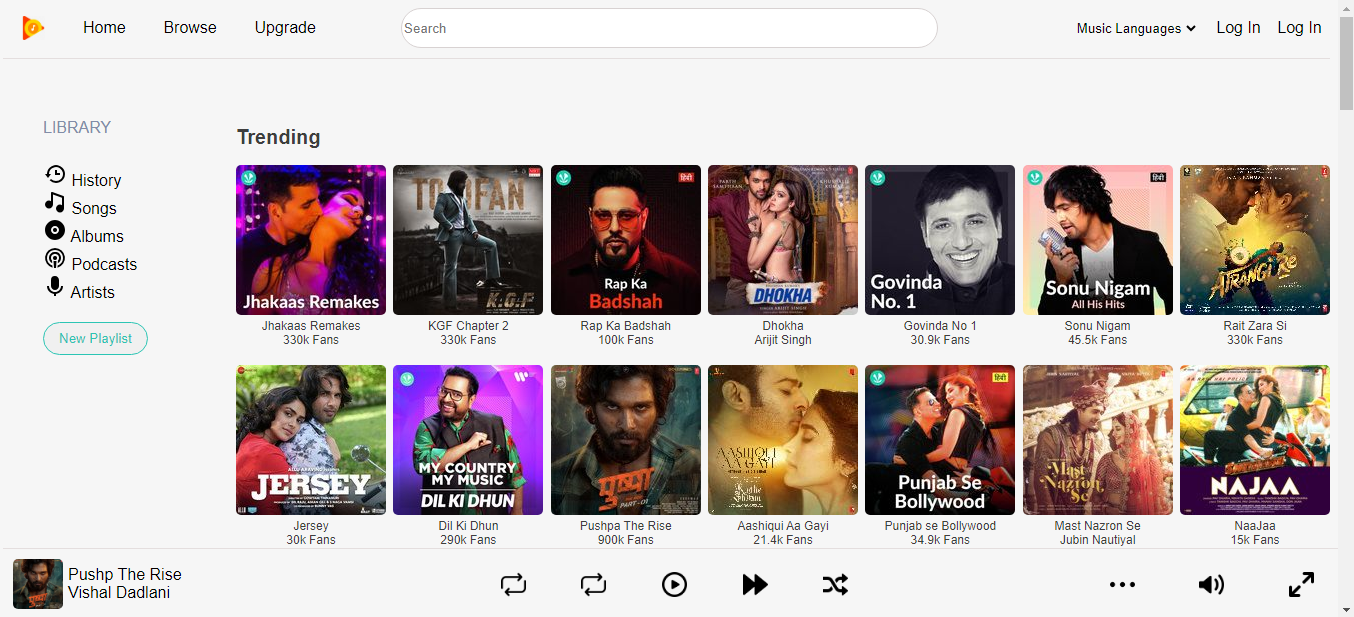 Home
Browse
Upgrade
Search
Music Languages
Log In
Log In
LIBRARY
History
Songs
Albums
Podcasts
Artists
New Playlist
Trending
Jhakaas Remakes
Jhakaas Remakes
330k Fans
TOOFAN
K.G.F
KGF Chapter 2
330k Fans
हिन्दी
Rap Ka
Badshah
Rap Ka Badshah
100k Fans
PARTH
SAMTHAAN
DHOKHA
ARIJIT SINGH
Dhokha
Arijit Singh
Govinda
No. 1
Govinda No 1
30.9k Fans
हिन्दी
Sonu Nigam
All His Hits
Sonu Nigam
45.5k Fans
ATRANGI RE
Rait Zara Si
330k Fans
JERSEY
Jersey
30k Fans
MY COUNTRY
MY MUSIC
DIL KI DHUN
Dil Ki Dhun
290k Fans
पुष्पा
PART-01
Pushpa The Rise
900k Fans
AASHIQUI
AA GAYI
Aashiqui Aa Gayi
21.4k Fans
हिन्दी
Punjab Se
Bollywood
Punjab se Bollywood
34.9k Fans
Mast
Nazron
Se
Mast Nazron Se
Jubin Nautiyal
NAJAA
NaaJaa
15k Fans
Pushp The Rise
Vishal Dadlani